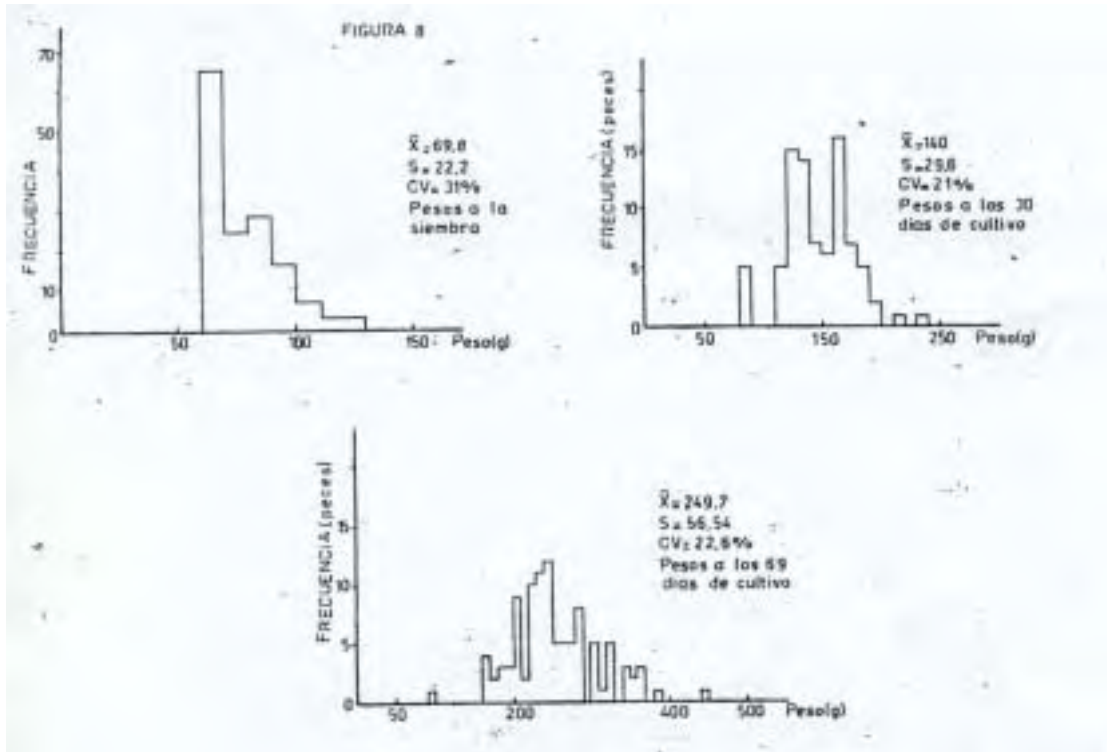 FIGURA 8
FRECUENCIA
70
50
10
0
50
100
150
Peso(g)
X̄=69,8
S=22,2
CV=31%
Pesos a la
siembra
FRECUENCIA (peces)
15
10
5
0
50
150
250
Peso(g)
X̄=140
S=29,6
CV=21%
Pesos a los 30
dias de cultivo
FRECUENCIA (peces)
15
10
5
0
50
200
400
500
Peso(g)
X̄=249,7
S=56,54
CV=22,6%
Pesos a los 69
dias de cultivo